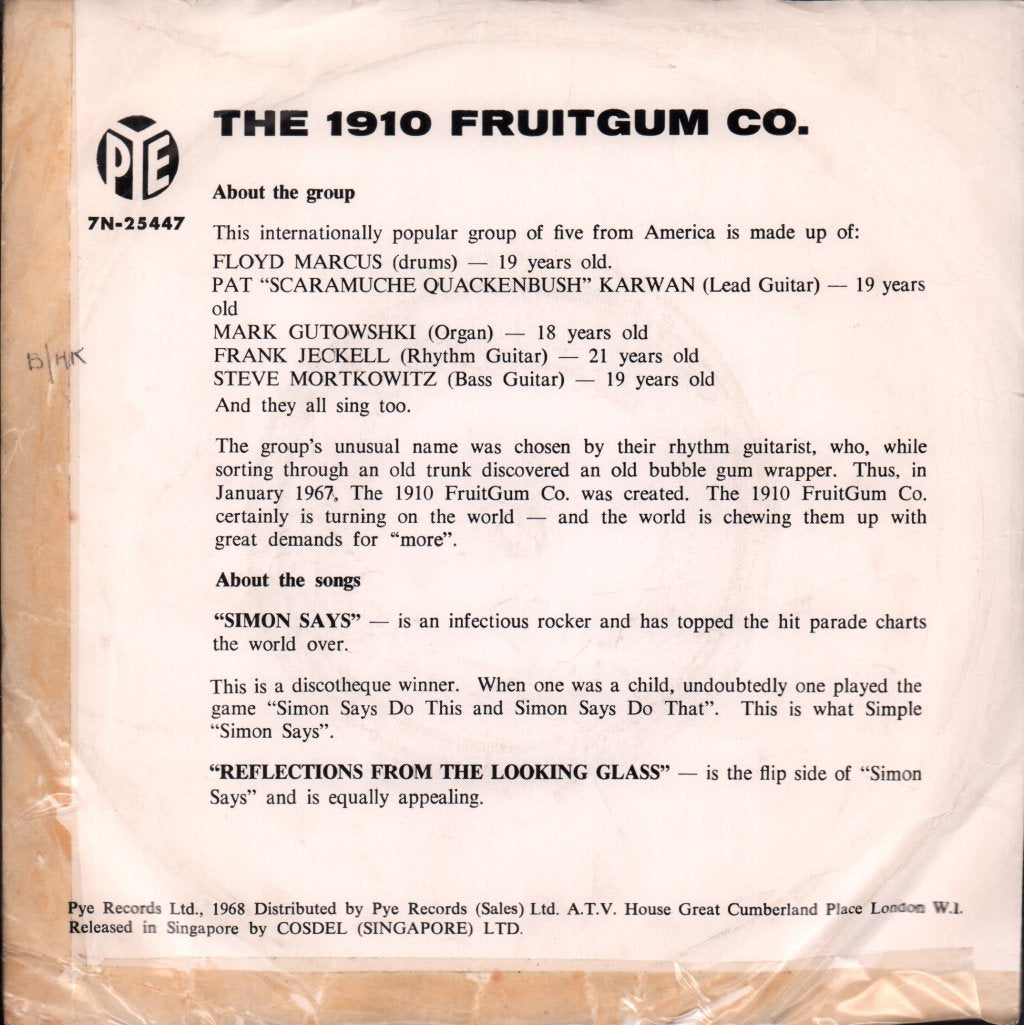 THE 1910 FRUITGUM CO.
PYE
7N-25447
About the group
This internationally popular group of five from America is made up of:
FLOYD MARCUS (drums) — 19 years old.
PAT “SCARAMUCHE QUACKENBUSH” KARWAN (Lead Guitar) — 19 years
old
MARK GUTOWSHKI (Organ) — 18 years old
B/HK
FRANK JECKELL (Rhythm Guitar) — 21 years old
STEVE MORTKOWITZ (Bass Guitar) — 19 years old
And they all sing too.
The group’s unusual name was chosen by their rhythm guitarist, who, while
sorting through an old trunk discovered an old bubble gum wrapper. Thus, in
January 1967, The 1910 FruitGum Co. was created. The 1910 FruitGum Co.
certainly is turning on the world — and the world is chewing them up with
great demands for “more”.
About the songs
“SIMON SAYS” — is an infectious rocker and has topped the hit parade charts
the world over.
This is a discotheque winner. When one was a child, undoubtedly one played the
game “Simon Says Do This and Simon Says Do That”. This is what Simple
“Simon Says”.
“REFLECTIONS FROM THE LOOKING GLASS” — is the flip side of “Simon
Says” and is equally appealing.
Pye Records Ltd., 1968 Distributed by Pye Records (Sales) Ltd. A.T.V. House Great Cumberland Place London W.1.
Released in Singapore by COSDEL (SINGAPORE) LTD.